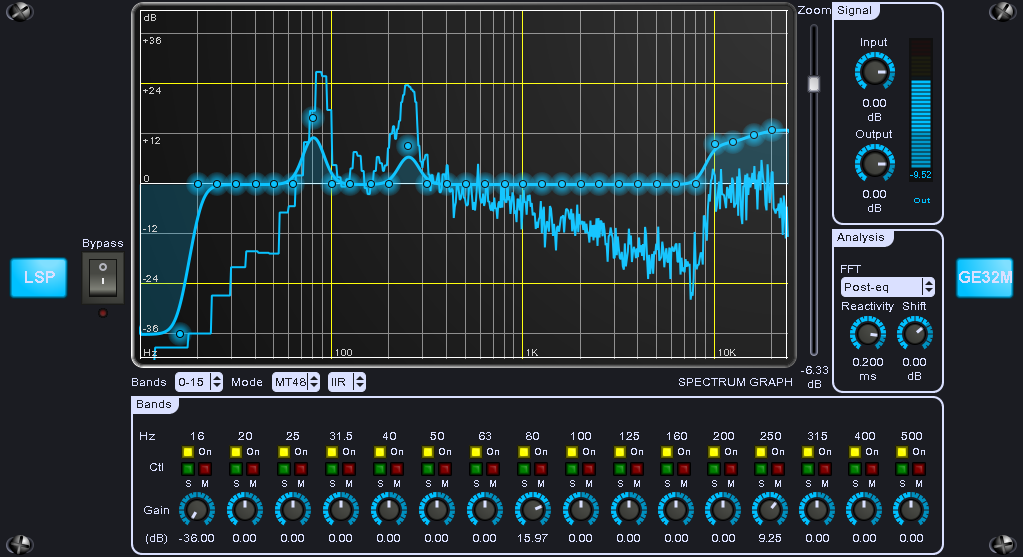 Zoom
Signal
dB
+36
+24
+12
0
-12
-24
-36
Hz
100
1K
10K
Input
0.00
dB
Output
0.00
dB
-9.52
Out
Bypass
LSP
Analysis
FFT
Post-eq
Reactivity Shift
0.200 0.00
ms dB
GE32M
-6.33
dB
Bands 0-15 Mode MT48 IIR SPECTRUM GRAPH
Bands
Hz 16 20 25 31.5 40 50 63 80 100 125 160 200 250 315 400 500
On On On On On On On On On On On On On On On On
Ctl
S M S M S M S M S M S M S M S M S M S M S M S M S M S M S M S M
Gain
(dB) -36.00 0.00 0.00 0.00 0.00 0.00 0.00 15.97 0.00 0.00 0.00 0.00 9.25 0.00 0.00 0.00